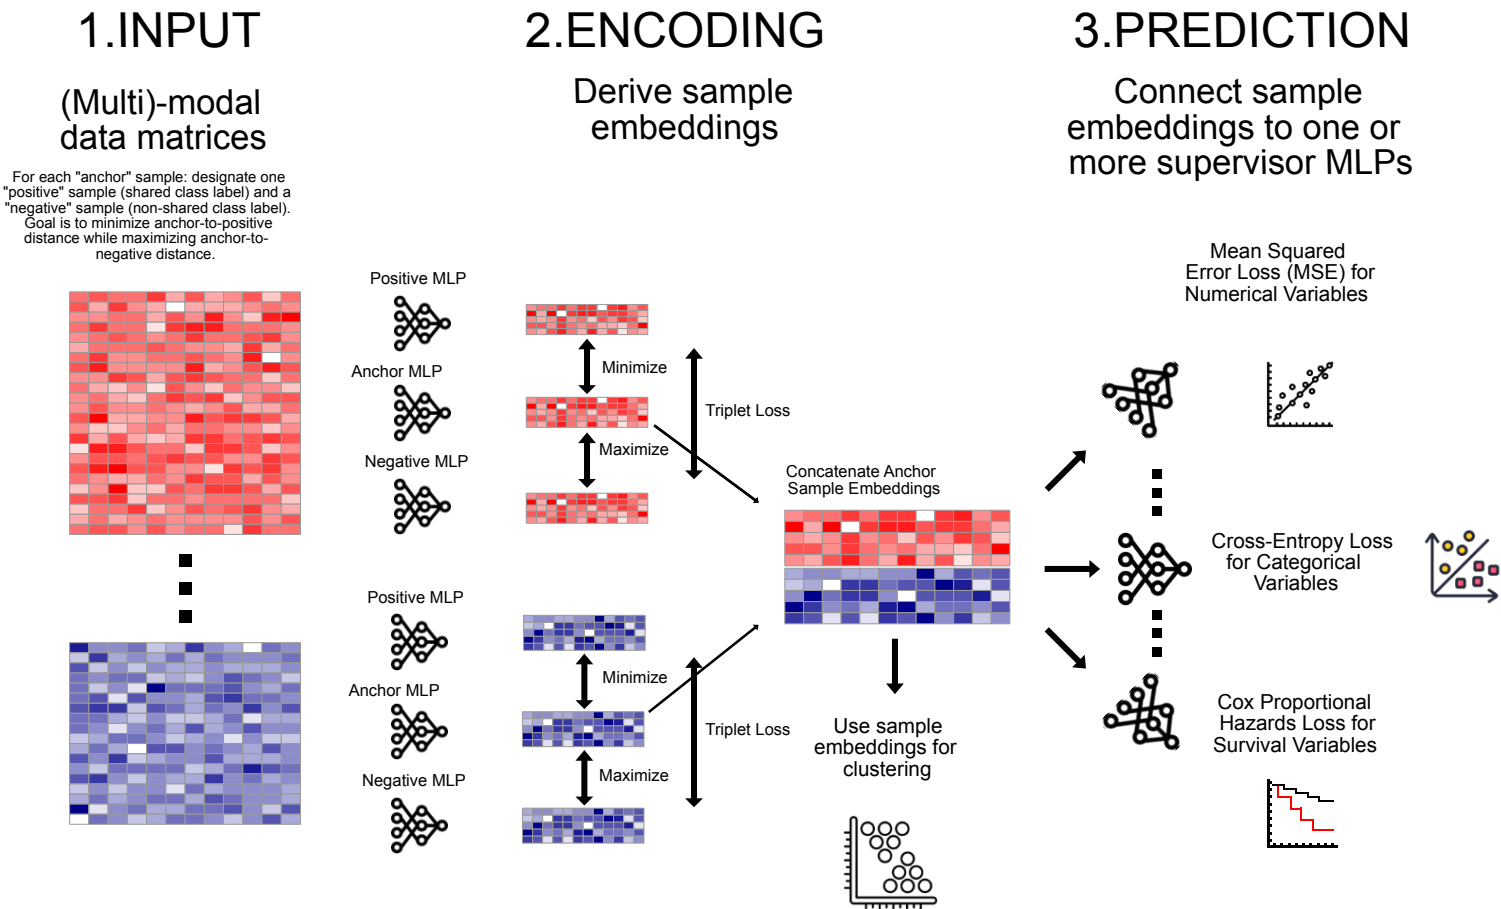 1.INPUT
(Multi)-modal
data matrices
For each "anchor" sample: designate one
"positive" sample (shared class label) and a
"negative" sample (non-shared class label).
Goal is to minimize anchor-to-positive
distance while maximizing anchor-to-
negative distance.
2.ENCODING
Derive sample
embeddings
Positive MLP
Anchor MLP
Negative MLP
Minimize
Maximize
Triplet Loss
Positive MLP
Anchor MLP
Negative MLP
Minimize
Maximize
Triplet Loss
Concatenate Anchor
Sample Embeddings
Use sample
embeddings for
clustering
3.PREDICTION
Connect sample
embeddings to one or
more supervisor MLPs
Mean Squared
Error Loss (MSE) for
Numerical Variables
Cross-Entropy Loss
for Categorical
Variables
Cox Proportional
Hazards Loss for
Survival Variables